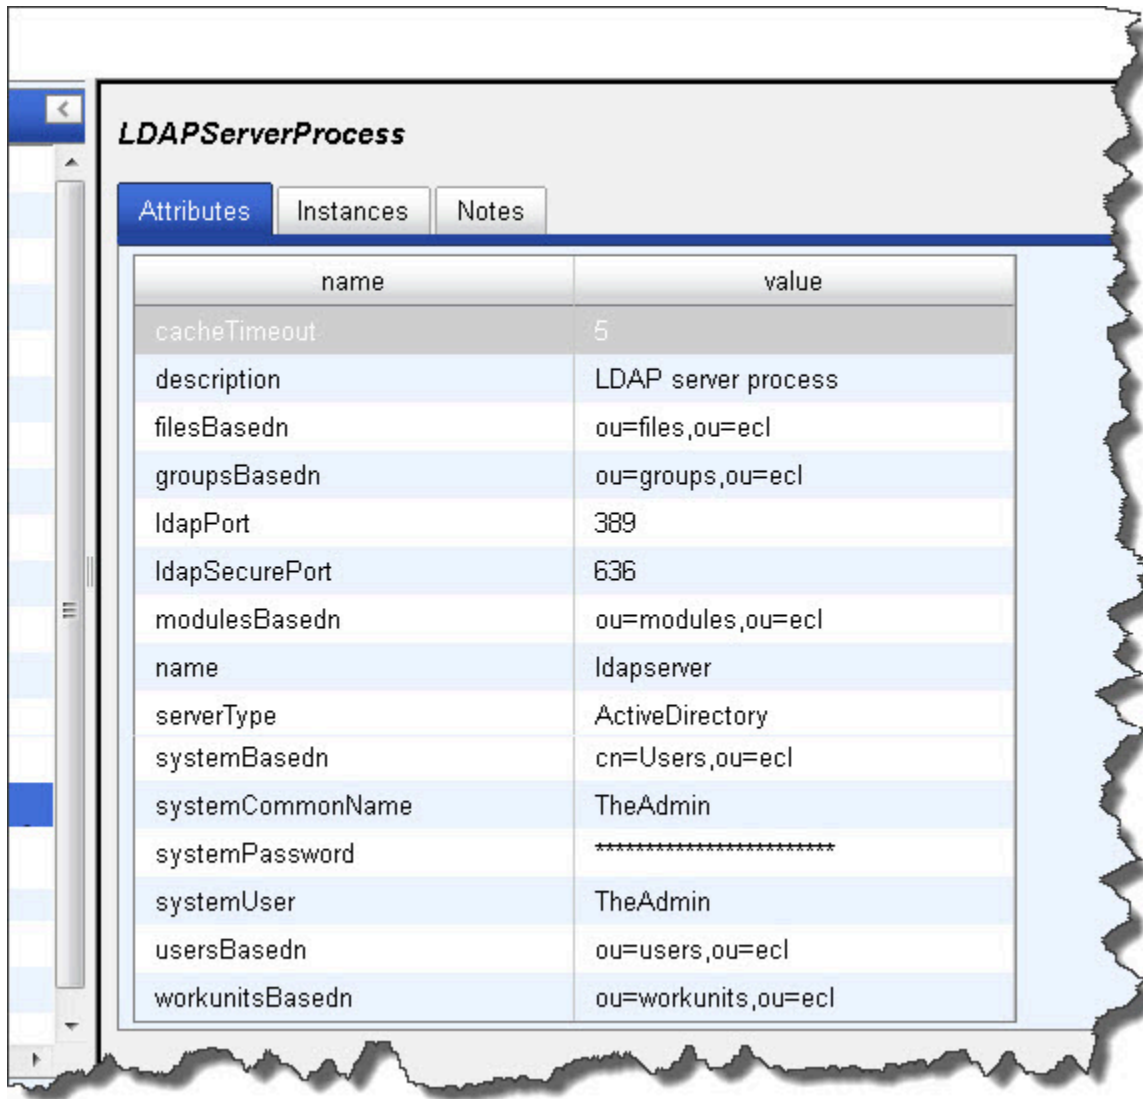 LDAPServerProcess
Attributes Instances Notes
name value
cacheTimeout 5
description LDAP server process
filesBasedn ou=files,ou=ecl
groupsBasedn ou=groups,ou=ecl
ldapPort 389
ldapSecurePort 636
modulesBasedn ou=modules,ou=ecl
name ldapserver
serverType ActiveDirectory
systemBasedn cn=Users,ou=ecl
systemCommonName TheAdmin
systemPassword ************************
systemUser TheAdmin
usersBasedn ou=users,ou=ecl
workunitsBasedn ou=workunits,ou=ecl